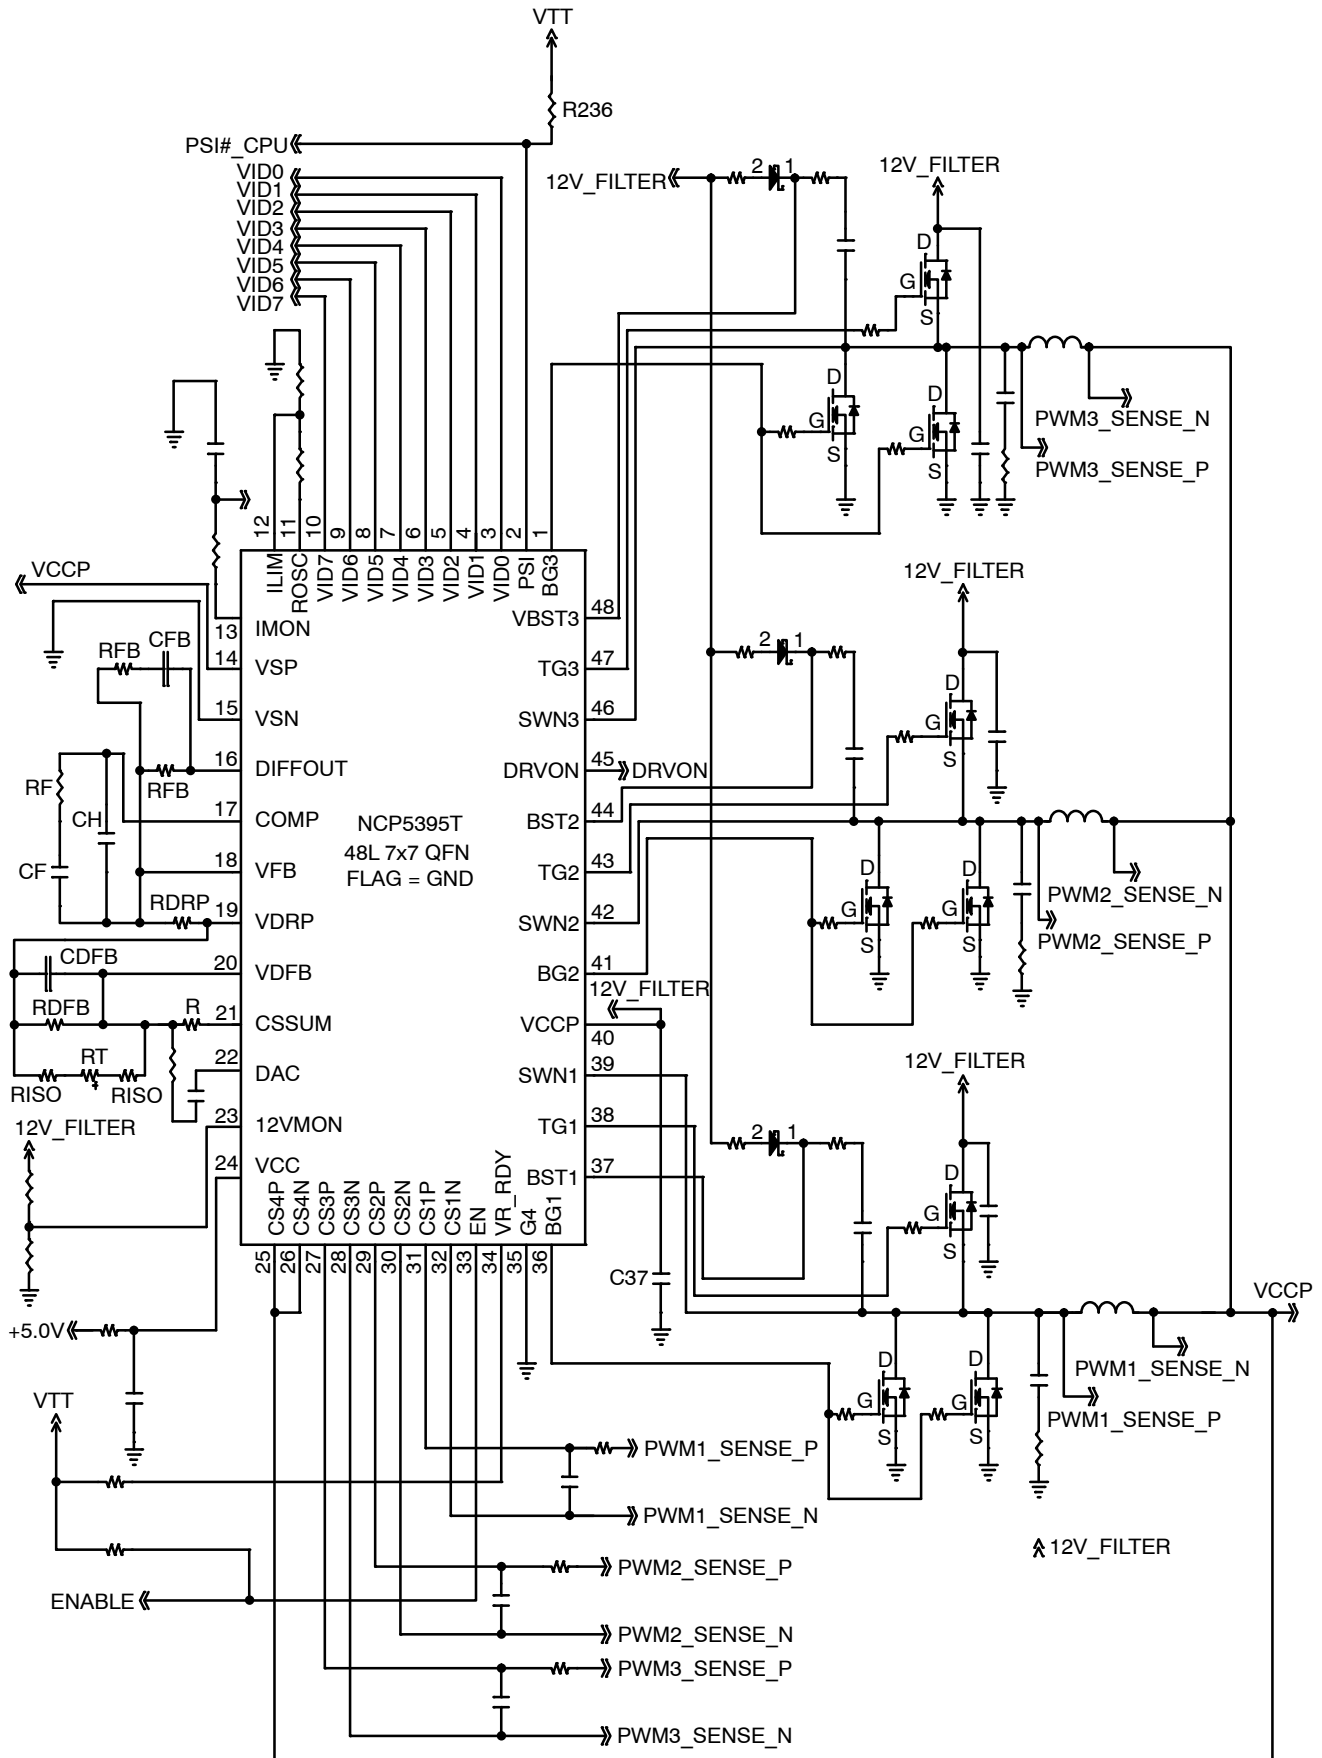 VTT
R236
PSI#_CPU
VID0
VID1
VID2
VID3
VID4
VID5
VID6
VID7
12V_FILTER
2
1
12V_FILTER
D
G
S
D
G
S
D
G
S
PWM3_SENSE_N
PWM3_SENSE_P
12
11
10
9
8
7
6
5
4
3
2
1
ILIM
ROSC
VID7
VID6
VID5
VID4
VID3
VID2
VID1
VID0
PSI
BG3
VCCP
13
IMON
14
VSP
15
VSN
16
DIFFOUT
17
COMP
18
VFB
19
VDRP
20
VDFB
21
CSSUM
22
DAC
23
12VMON
24
VCC
RFB
CFB
RFB
RF
CH
CF
RDRP
CDFB
RDFB
R
RT
RISO
RISO
12V_FILTER
+5.0V
NCP5395T
48L 7x7 QFN
FLAG = GND
VBST3
48
TG3
47
SWN3
46
DRVON
45
DRVON
BST2
44
TG2
43
SWN2
42
BG2
41
12V_FILTER
VCCP
40
SWN1
39
TG1
38
BST1
37
12V_FILTER
2
1
D
G
S
D
G
S
D
G
S
PWM2_SENSE_N
PWM2_SENSE_P
12V_FILTER
2
1
D
G
S
CS4P
CS4N
CS3P
CS3N
CS2P
CS2N
CS1P
CS1N
EN
VR_RDY
G4
BG1
25
26
27
28
29
30
31
32
33
34
35
36
C37
VCCP
D
G
S
D
G
S
PWM1_SENSE_N
PWM1_SENSE_P
VTT
PWM1_SENSE_P
PWM1_SENSE_N
12V_FILTER
PWM2_SENSE_P
ENABLE
PWM2_SENSE_N
PWM3_SENSE_P
PWM3_SENSE_N